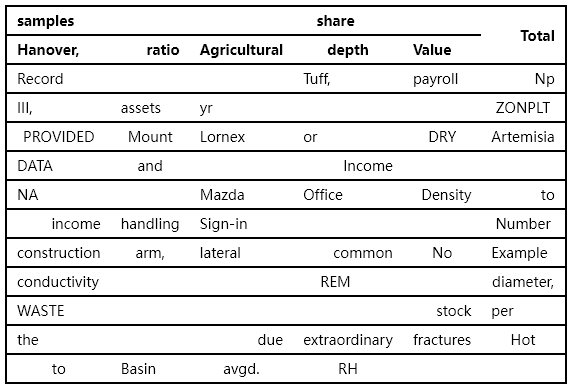 samples share Total
Hanover, ratio Agricultural depth Value
Record Tuff, payroll Np
III, assets yr ZONPLT
PROVIDED Mount Lornex or DRY Artemisia
DATA and Income
NA Mazda Office Density to
income handling Sign-in Number
construction arm, lateral common No Example
conductivity REM diameter,
WASTE stock per
the due extraordinary fractures Hot
to Basin avgd. RH